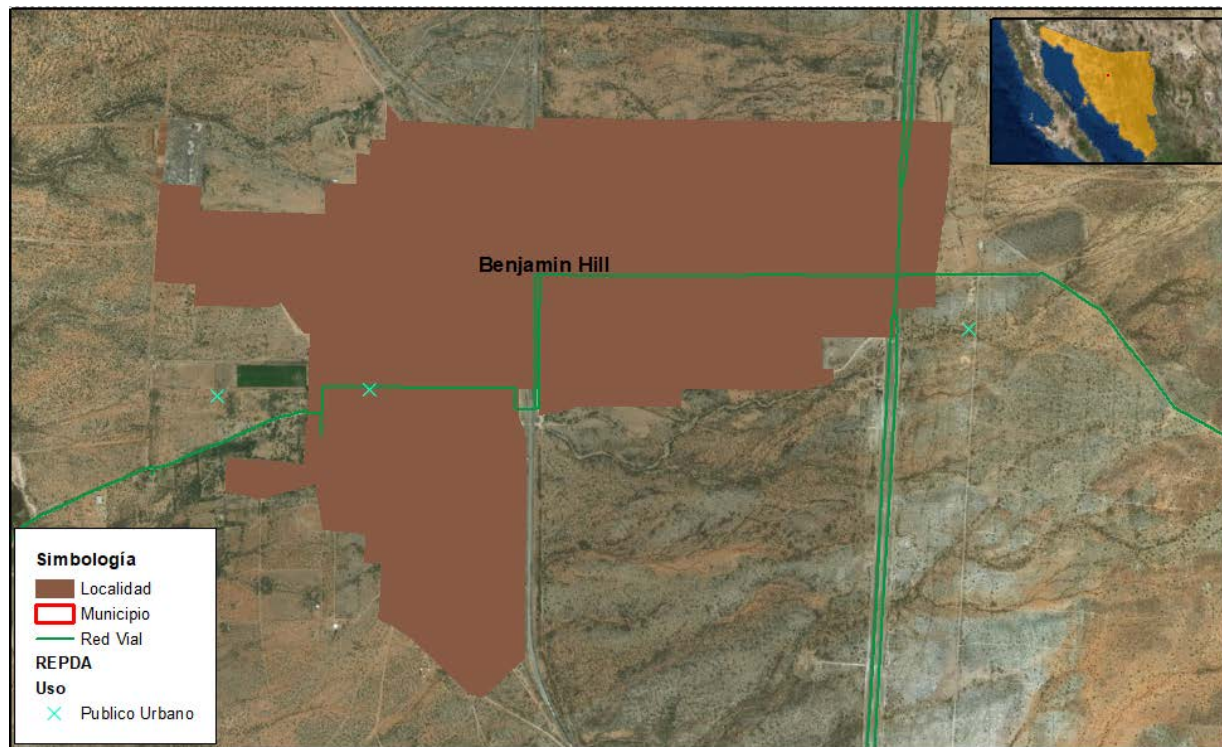 Benjamin Hill
Simbología
Localidad
Municipio
Red Vial
REPDA
Uso
Publico Urbano